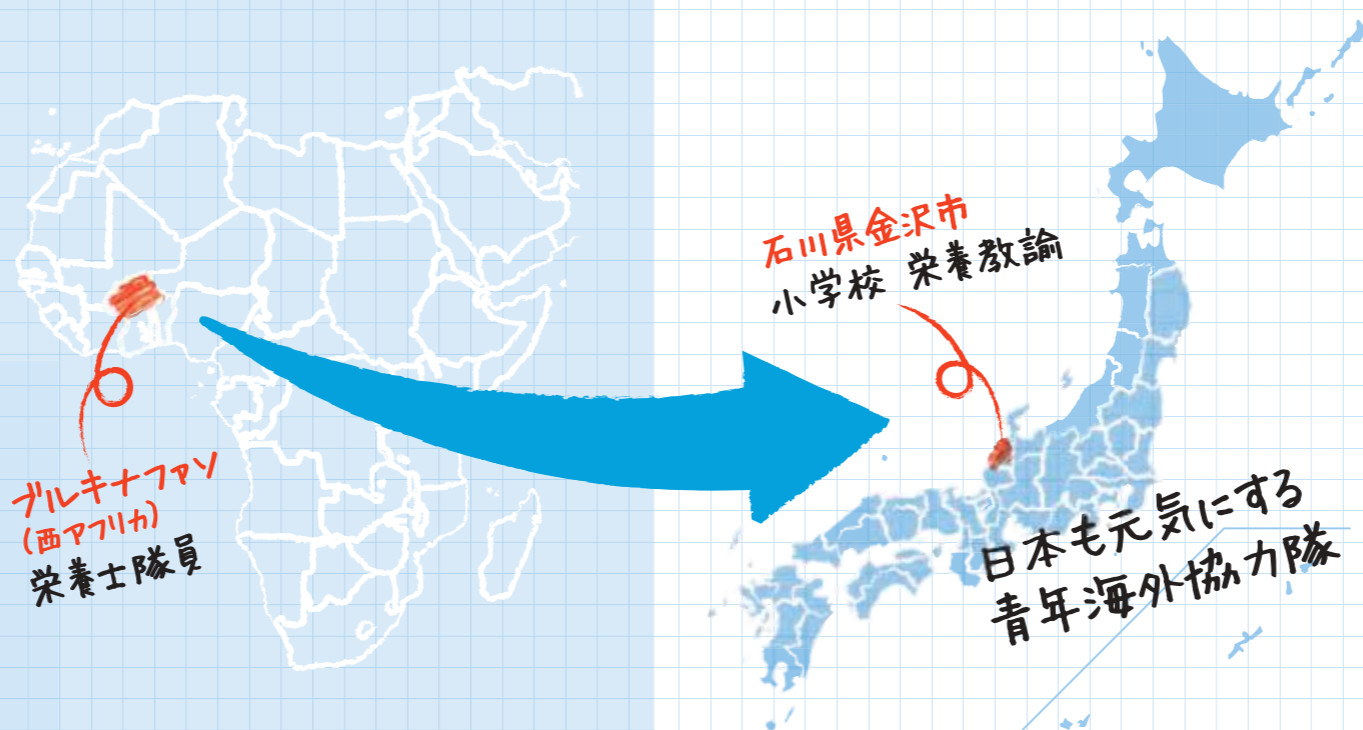 ブルキナファソ
(西アフリカ)
栄養士隊員
石川県金沢市
小学校 栄養教諭
日本も元気にする
青年海外協力隊